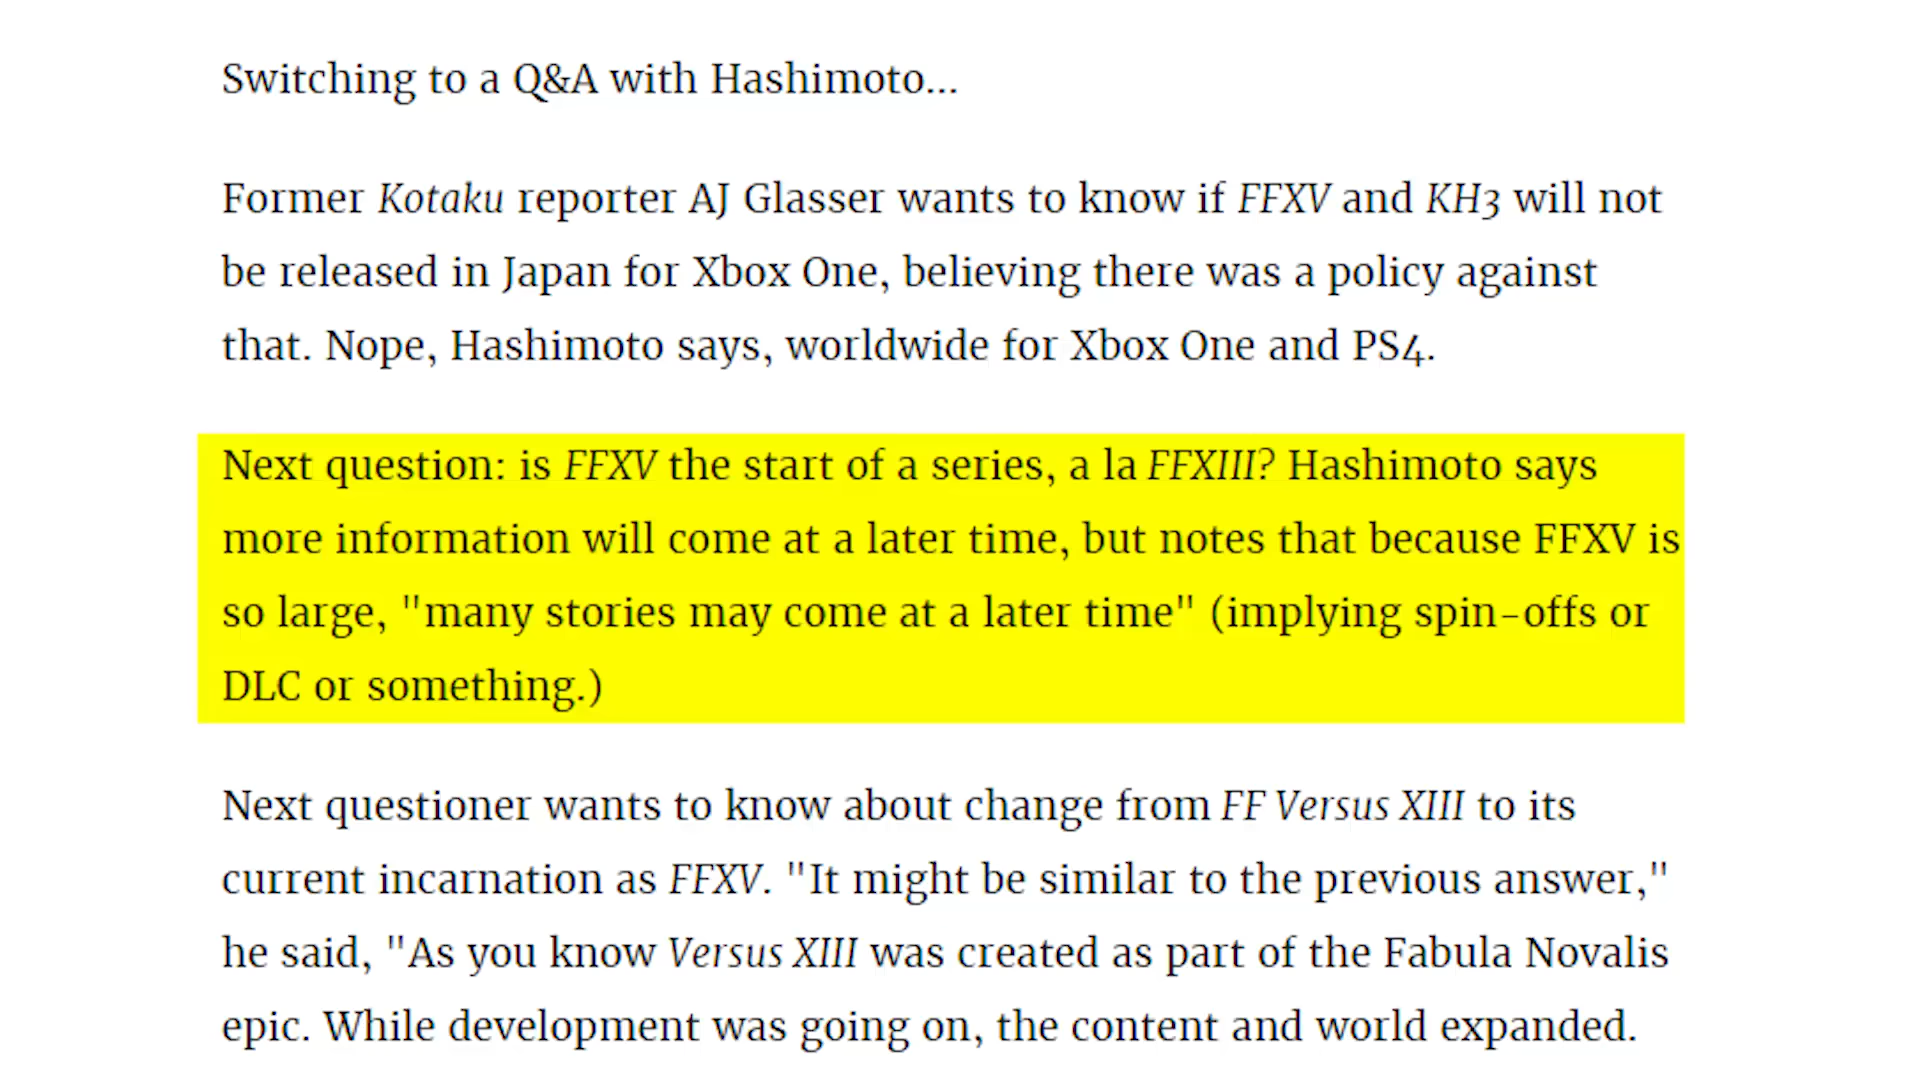 Switching to a Q&A with Hashimoto...
Former Kotaku reporter AJ Glasser wants to know if FFXV and KH3 will not
be released in Japan for Xbox One, believing there was a policy against
that. Nope, Hashimoto says, worldwide for Xbox One and PS4.
Next question: is FFXV the start of a series, a la FFXIII? Hashimoto says
more information will come at a later time, but notes that because FFXV is
so large, "many stories may come at a later time" (implying spin-offs or
DLC or something.)
Next questioner wants to know about change from FF Versus XIII to its
current incarnation as FFXV. "It might be similar to the previous answer,"
he said, "As you know Versus XIII was created as part of the Fabula Novalis
epic. While development was going on, the content and world expanded.